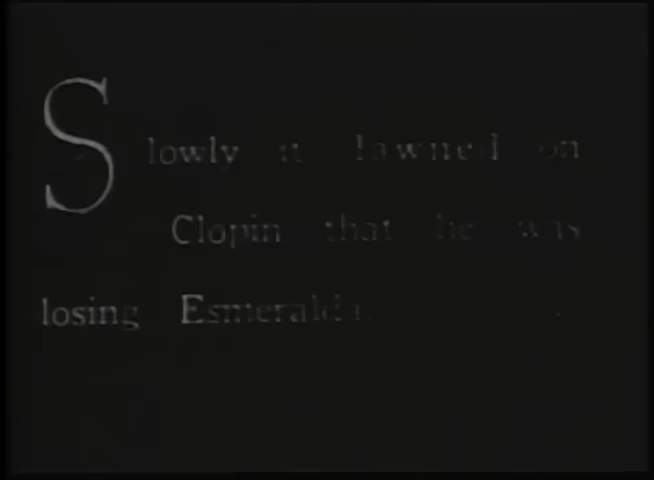 Slowly it dawned on
Clopin that he was
losing Esmeralda.